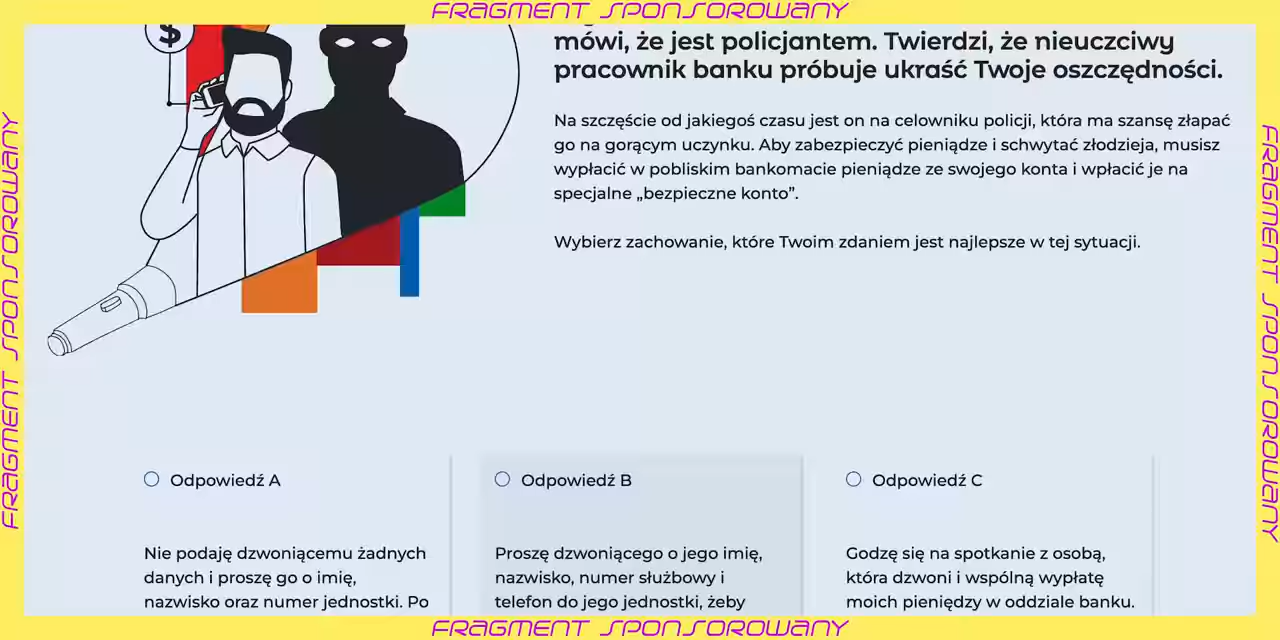 FRAGMENT SPONSOROWANY
$
mówi, że jest policjantem. Twierdzi, że nieuczciwy
pracownik banku próbuje ukraść Twoje oszczędności.
Na szczęście od jakiegoś czasu jest on na celowniku policji, która ma szansę złapać
go na gorącym uczynku. Aby zabezpieczyć pieniądze i schwytać złodzieja, musisz
wypłacić w pobliskim bankomacie pieniądze ze swojego konta i wpłacić je na
specjalne „bezpieczne konto”.
Wybierz zachowanie, które Twoim zdaniem jest najlepsze w tej sytuacji.
Odpowiedź A
Nie podaję dzwoniącemu żadnych
danych i proszę go o imię,
nazwisko oraz numer jednostki. Po
Odpowiedź B
Proszę dzwoniącego o jego imię,
nazwisko, numer służbowy i
telefon do jego jednostki, żeby
Odpowiedź C
Godzę się na spotkanie z osobą,
która dzwoni i wspólną wypłatę
moich pieniędzy w oddziale banku.
FRAGMENT SPONSOROWANY
FRAGMENT SPONSOROWANY
FRAGMENT SPONSOROWANY